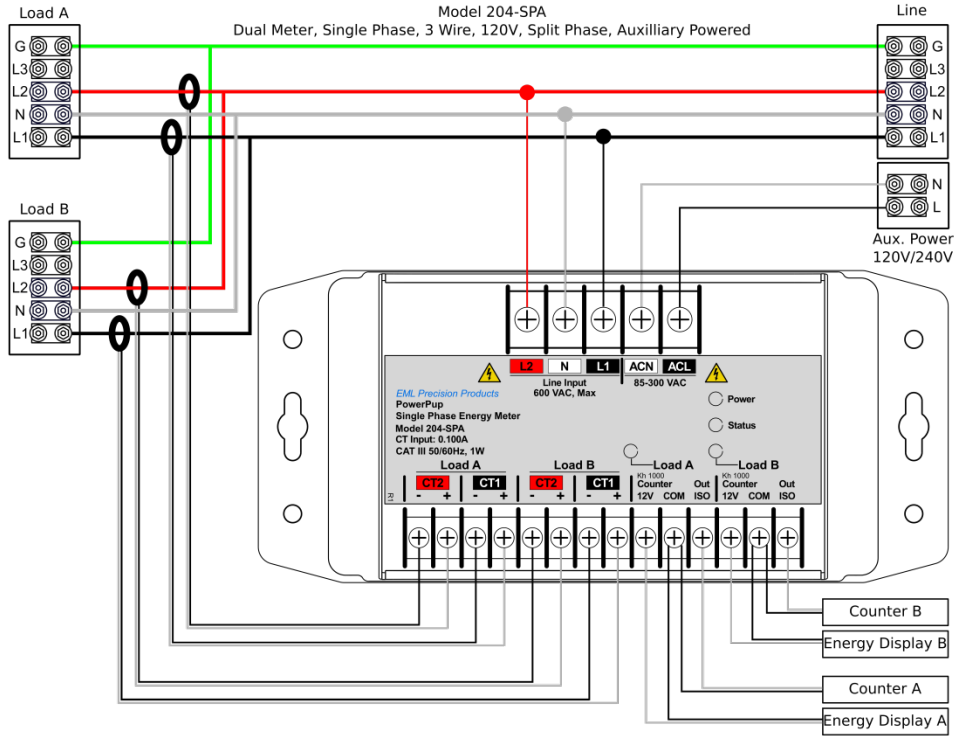 Load A
Model 204-SPA
Line
Dual Meter, Single Phase, 3 Wire, 120V, Split Phase, Auxilliary Powered
G
L3
L2
N
L1
G
L3
L2
N
L1
N
L
Aux. Power
120V/240V
Load B
G
L3
L2
N
L1
L2 N L1 ACN ACL
Line Input
600 VAC, Max
85-300 VAC
EML Precision Products
PowerPup
Single Phase Energy Meter
Model 204-SPA
CT Input: 0.100A
CAT III 50/60Hz, 1W
Power
Status
Load A
Load B
Load A
Load B
CT2
CT1
CT2
CT1
- + - + - + - +
Kh 1000
Counter Out
12V COM ISO
Kh 1000
Counter Out
12V COM ISO
R1
Counter B
Energy Display B
Counter A
Energy Display A